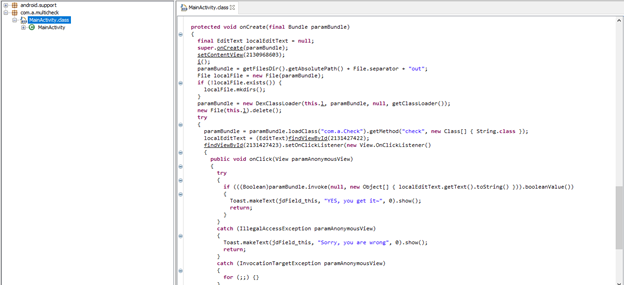 android.support
com.a.multicheck
MainActivity.class
MainActivity
MainActivity.class
protected void onCreate(final Bundle paramBundle)
{
final EditText localEditText = null;
super.onCreate(paramBundle);
setContentView(2130968603);
i();
paramBundle = getFilesDir().getAbsolutePath() + File.separator + "out";
File localFile = new File(paramBundle);
if (!localFile.exists()) {
localFile.mkdirs();
}
paramBundle = new DexClassLoader(this.l, paramBundle, null, getClassLoader());
new File(this.l).delete();
try
{
paramBundle = paramBundle.loadClass("com.a.Check").getMethod("check", new Class[] { String.class });
localEditText = (EditText)findViewById(2131427422);
findViewById(2131427423).setOnClickListener(new View.OnClickListener()
{
public void onClick(View paramAnonymousView)
{
try
{
if (((Boolean)paramBundle.invoke(null, new Object[] { localEditText.getText().toString() })).booleanValue())
{
Toast.makeText(jdField_this, "YES, you get it~", 0).show();
return;
}
}
catch (IllegalAccessException paramAnonymousView)
{
Toast.makeText(jdField_this, "Sorry, you are wrong", 0).show();
return;
}
catch (InvocationTargetException paramAnonymousView)
{
for (;;) {}
}